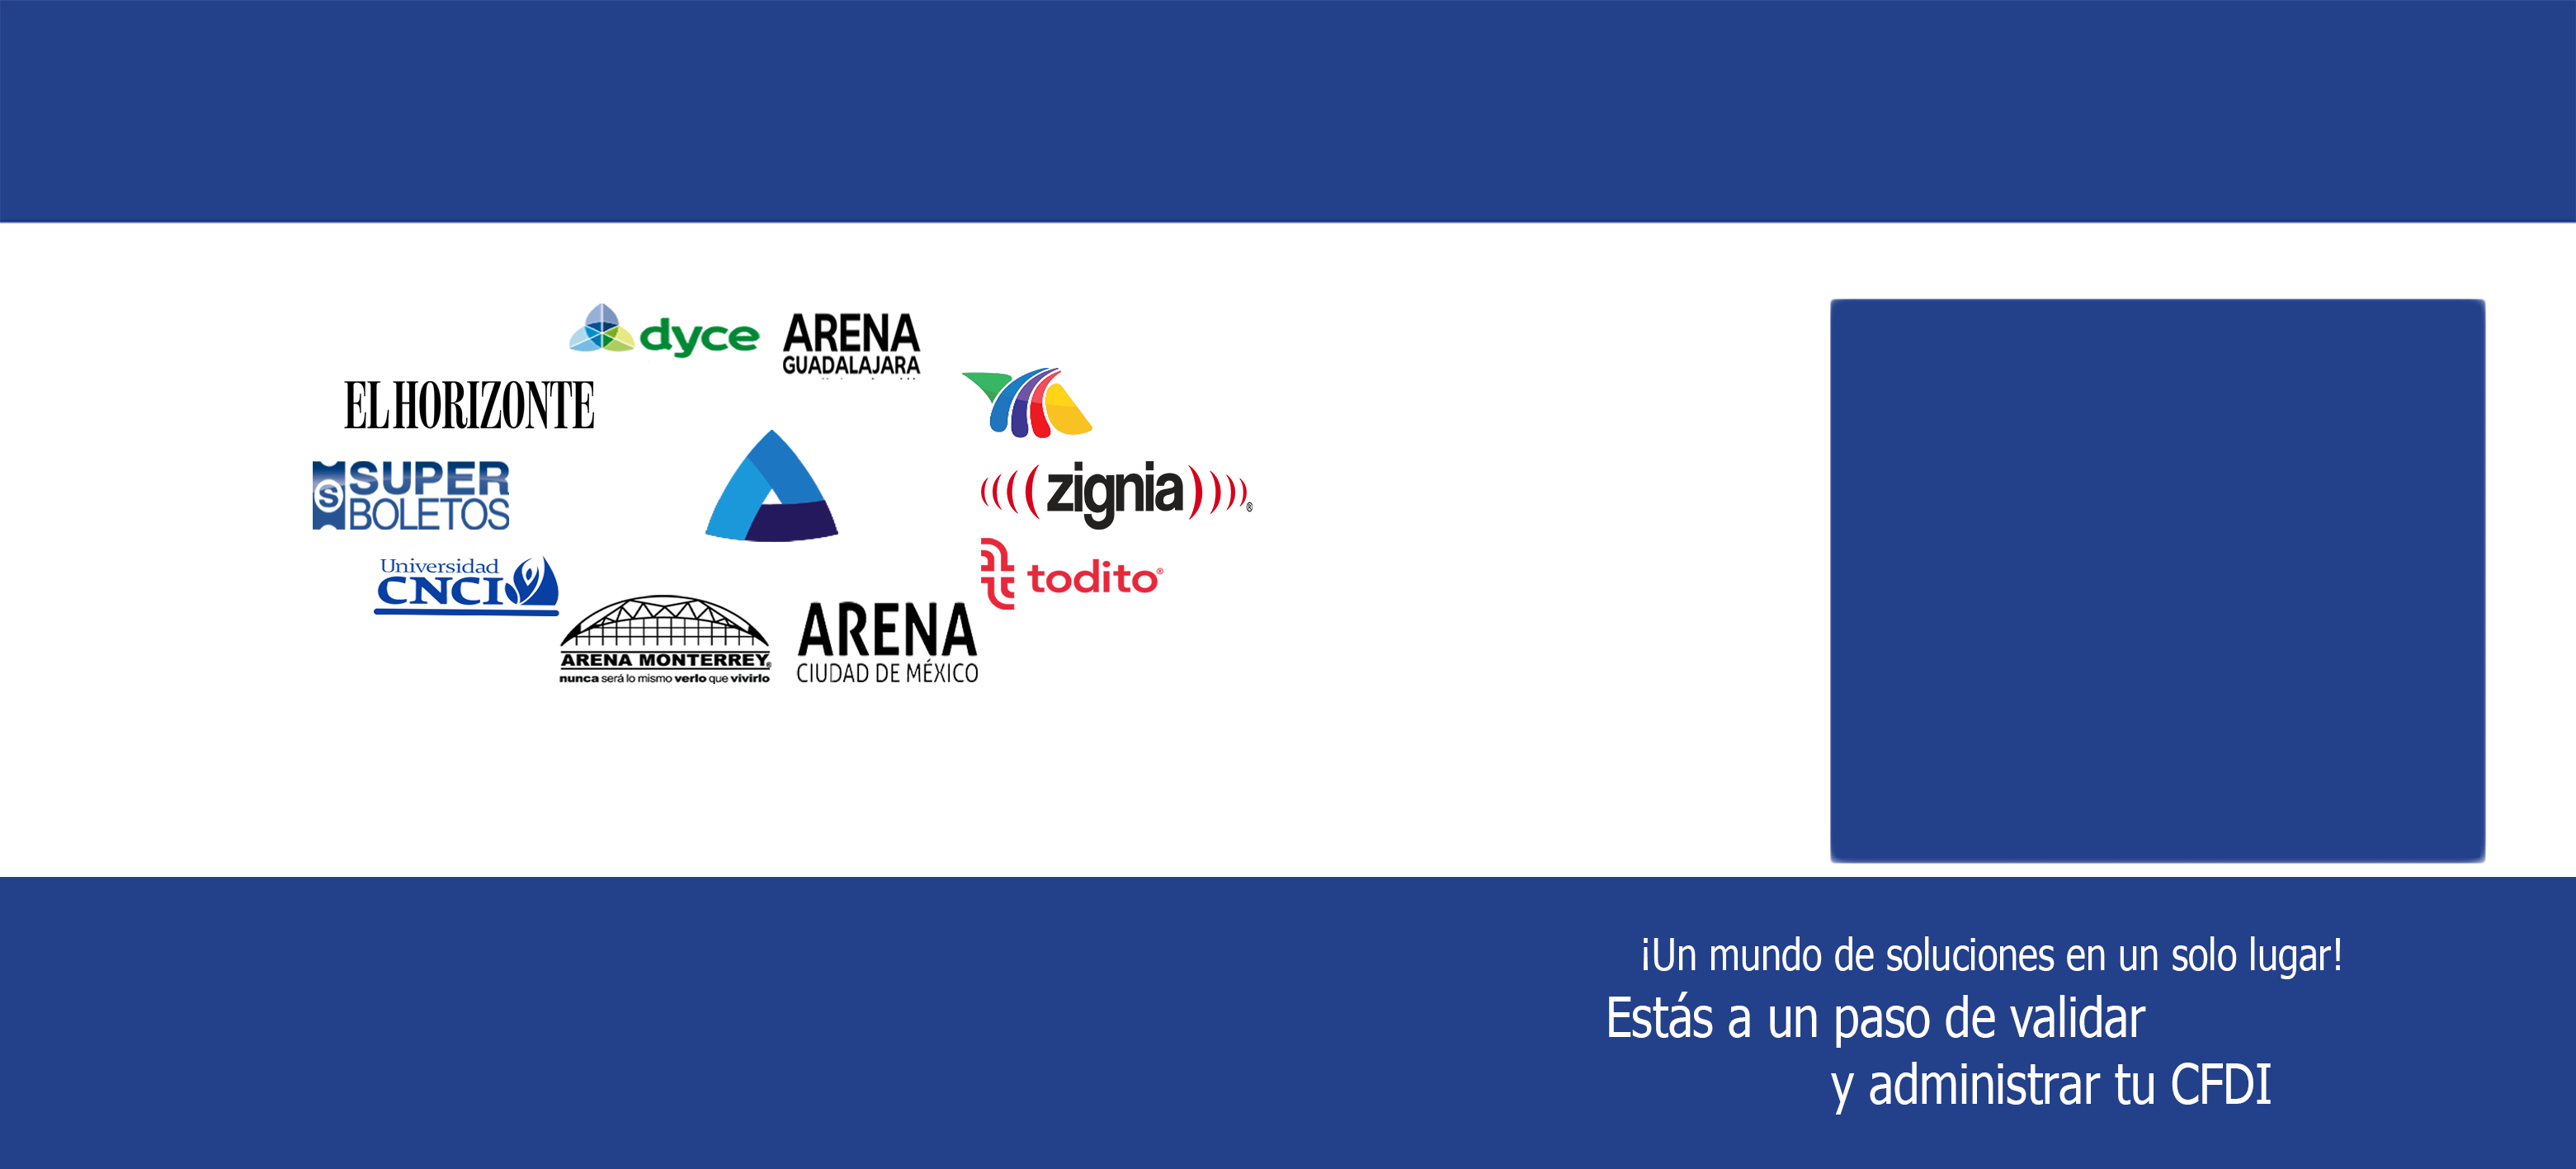 dyce
ARENA
GUADALAJARA
EL HORIZONTE
S SUPER
BOLETOS
zignia®
Universidad
CNCI
todito®
ARENA MONTERREY®
nunca será lo mismo verlo que vivirlo
ARENA
CIUDAD DE MÉXICO
¡Un mundo de soluciones en un solo lugar!
Estás a un paso de validar
y administrar tu CFDI